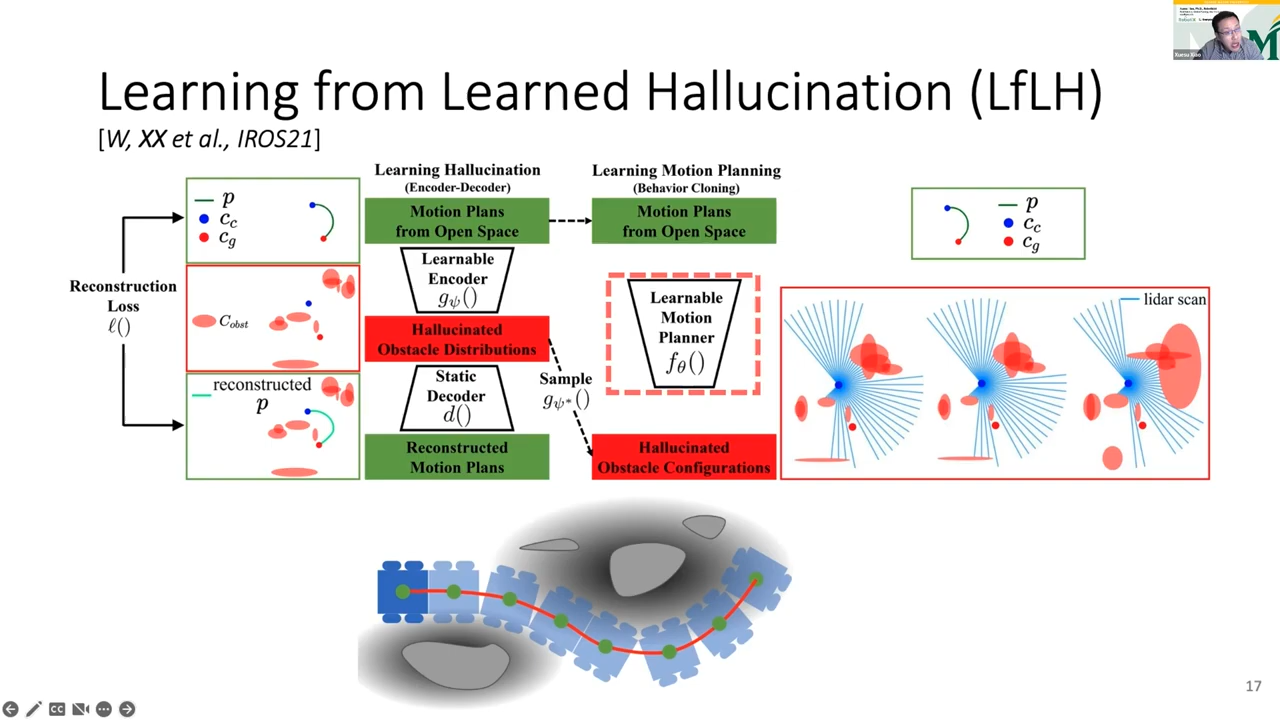 Learning from Learned Hallucination (LfLH)
[W, XX et al., IROS21]
Learning Hallucination
(Encoder-Decoder)
Learning Motion Planning
(Behavior Cloning)
p
c_c
c_g
Motion Plans
from Open Space
Motion Plans
from Open Space
p
c_c
c_g
Learnable
Encoder
g_ψ()
Reconstruction
Loss
ℓ()
C_obst
Hallucinated
Obstacle Distributions
Learnable
Motion
Planner
f_θ()
lidar scan
reconstructed
p
Static
Decoder
d()
Sample
g_ψ*()
Reconstructed
Motion Plans
Hallucinated
Obstacle Configurations
Xuesu Xiao
M
CC
17